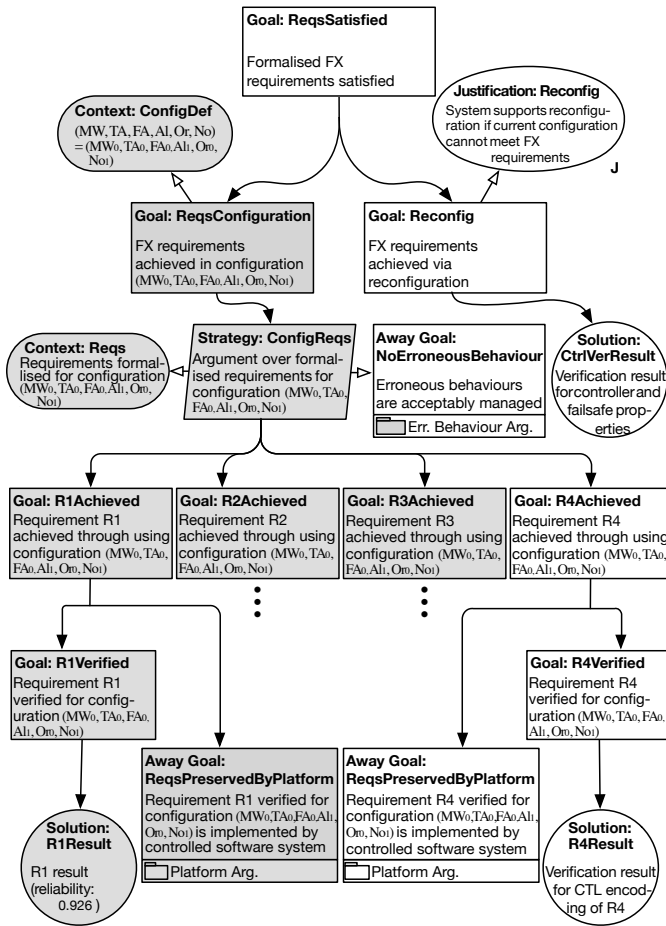 Goal: ReqsSatisfied
Formalised FX
requirements satisfied
Context: ConfigDef
(MW, TA, FA, Al, Or, No)
= (MW₀, TA₀, FA₀, Al₁, Or₀,
No₁)
Justification: Reconfig
System supports reconfigu-
ration if current configuration
cannot meet FX
requirements
J
Goal: ReqsConfiguration
FX requirements
achieved in configuration
(MW₀, TA₀, FA₀, Al₁, Or₀, No₁)
Goal: Reconfig
FX requirements
achieved via
reconfiguration
Context: Reqs
Requirements formal-
ised for configuration
(MW₀, TA₀, FA₀, Al₁, Or₀,
No₁)
Strategy: ConfigReqs
Argument over formal-
ised requirements for
configuration (MW₀, TA₀,
FA₀, Al₁, Or₀, No₁)
Away Goal:
NoErroneousBehaviour
Erroneous behaviours
are acceptably managed
Err. Behaviour Arg.
Solution:
CtrlVerResult
Verification result
for controller and
failsafe prop-
erties
Goal: R1Achieved
Requirement R1
achieved through using
configuration (MW₀, TA₀,
FA₀, Al₁, Or₀, No₁)
Goal: R2Achieved
Requirement R2
achieved through using
configuration (MW₀, TA₀,
FA₀, Al₁, Or₀, No₁)
Goal: R3Achieved
Requirement R3
achieved through using
configuration (MW₀, TA₀,
FA₀, Al₁, Or₀, No₁)
Goal: R4Achieved
Requirement R4
achieved through using
configuration (MW₀, TA₀,
FA₀, Al₁, Or₀, No₁)
Goal: R1Verified
Requirement R1
verified for config-
uration (MW₀, TA₀, FA₀,
Al₁, Or₀, No₁)
Goal: R4Verified
Requirement R4
verified for config-
uration (MW₀, TA₀, FA₀,
Al₁, Or₀, No₁)
Solution:
R1Result
R1 result
(reliability:
0.926 )
Away Goal:
ReqsPreservedByPlatform
Requirement R1 verified for
configuration (MW₀, TA₀, FA₀, Al₁,
Or₀, No₁) is implemented by
controlled software system
Platform Arg.
Away Goal:
ReqsPreservedByPlatform
Requirement R4 verified for
configuration (MW₀, TA₀, FA₀, Al₁,
Or₀, No₁) is implemented by
controlled software system
Platform Arg.
Solution:
R4Result
Verification result
for CTL encod-
ing of R4